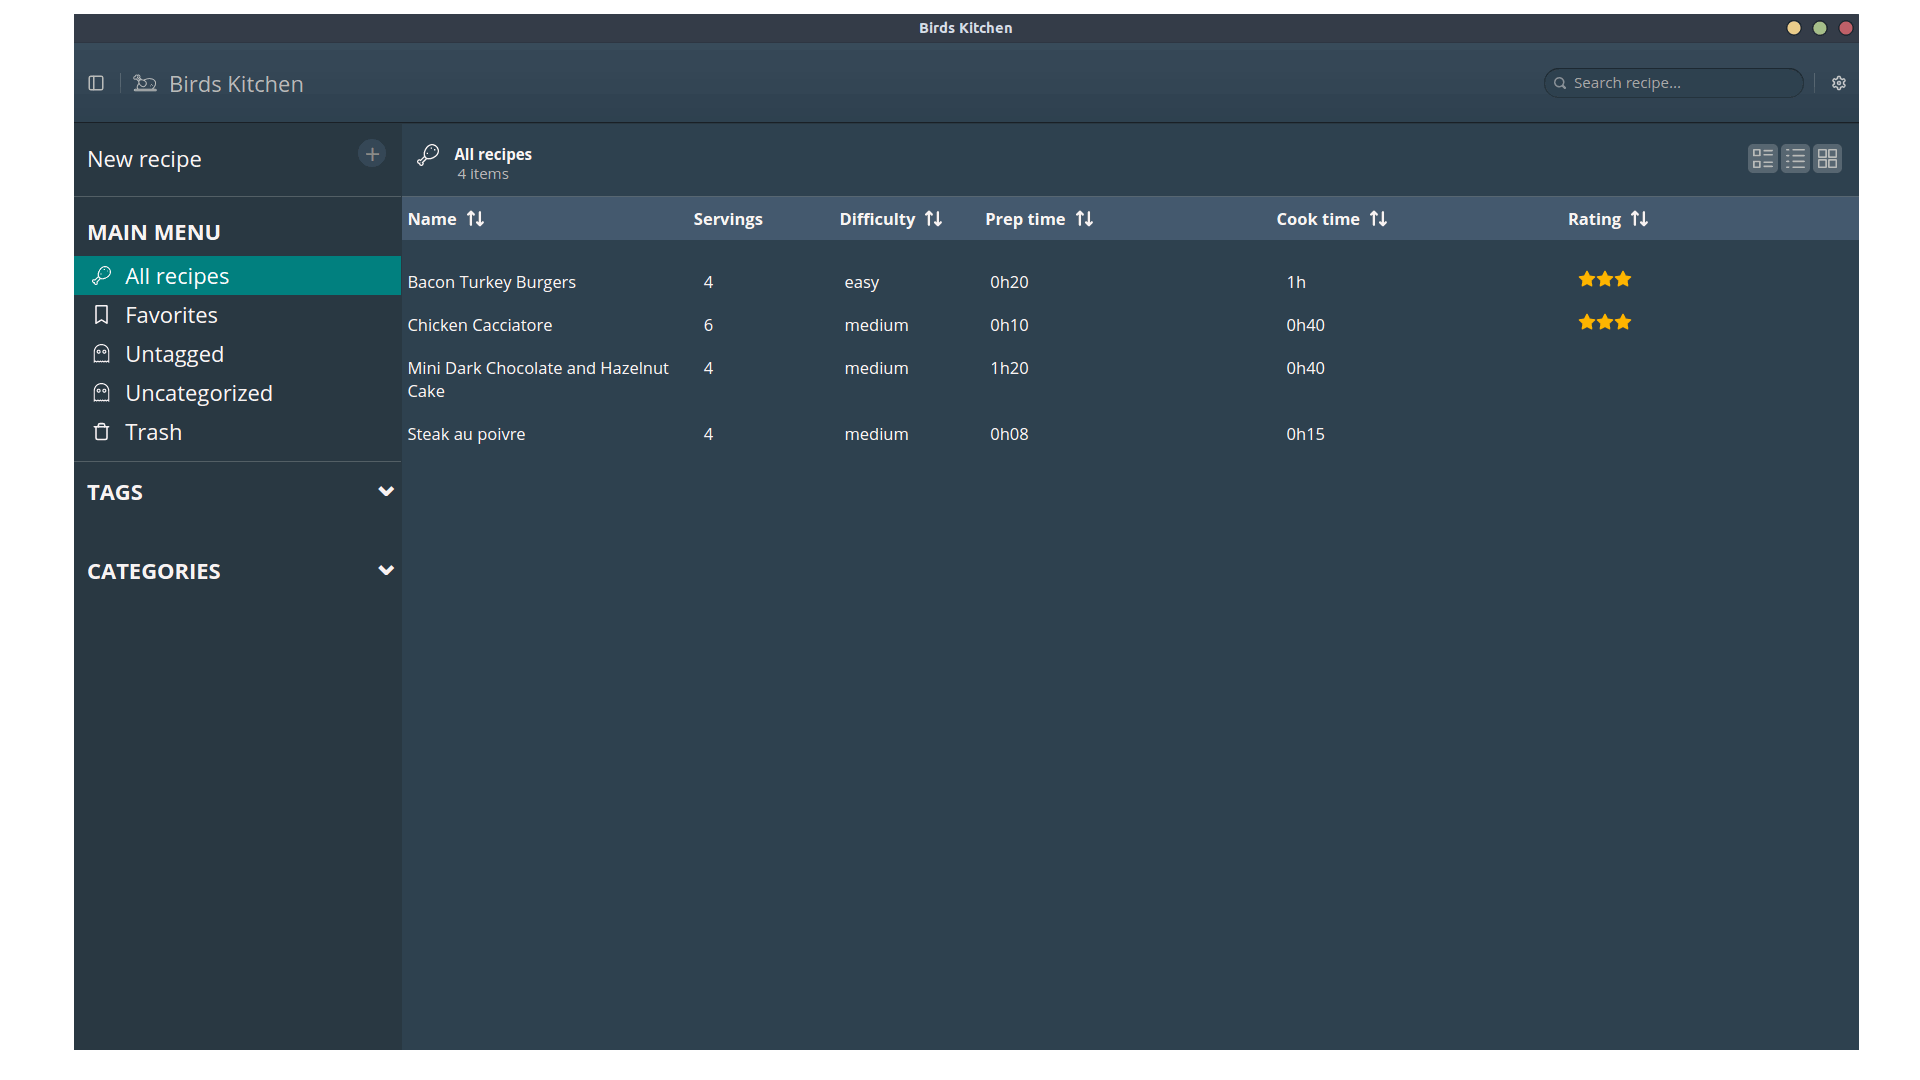 Birds Kitchen
Birds Kitchen
Search recipe...
New recipe
All recipes
4 items
MAIN MENU
All recipes
Favorites
Untagged
Uncategorized
Trash
TAGS
CATEGORIES
Name Servings Difficulty Prep time Cook time Rating
Bacon Turkey Burgers 4 easy 0h20 1h
Chicken Cacciatore 6 medium 0h10 0h40
Mini Dark Chocolate and Hazelnut 4 medium 1h20 0h40
Cake
Steak au poivre 4 medium 0h08 0h15